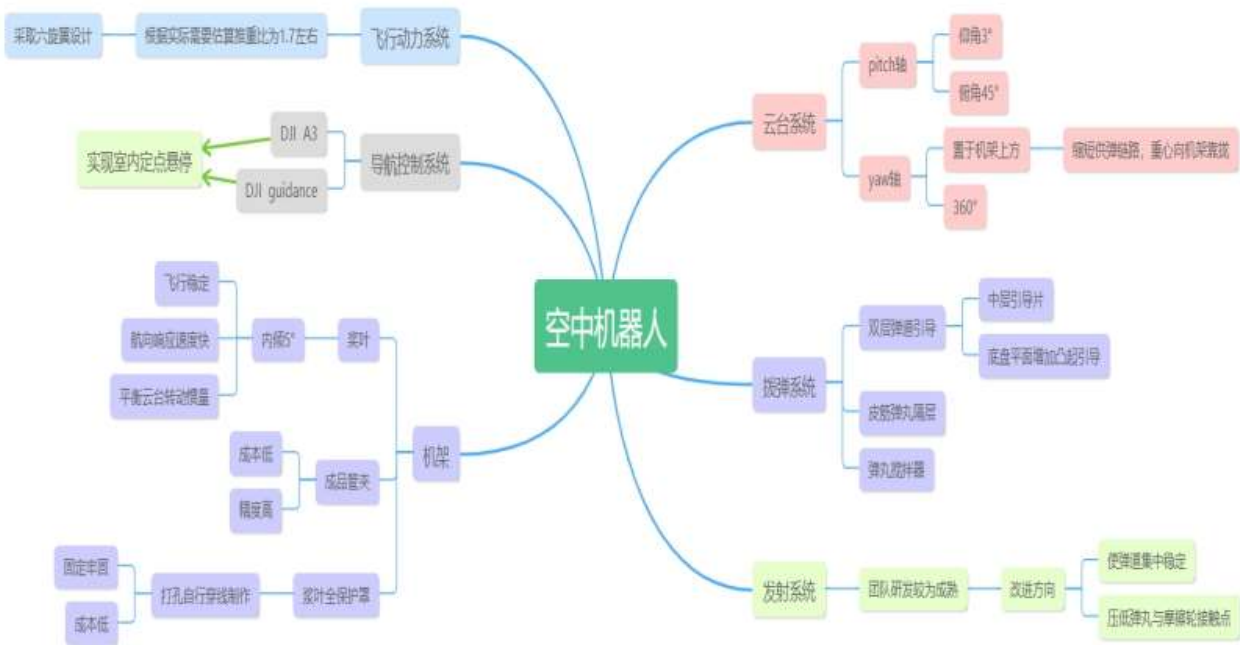 空中机器人
飞行动力系统
根据实际需要估算推重比为1.7左右
采取六旋翼设计
导航控制系统
DJI A3
DJI guidance
实现室内定点悬停
机架
桨叶
内倾5°
飞行稳定
航向响应速度快
平衡云台转动惯量
成品管夹
成本低
精度高
桨叶全保护罩
打孔自行穿线制作
固定牢固
成本低
云台系统
pitch轴
仰角3°
俯角45°
yaw轴
置于机架上方
缩短供弹链路，重心向机架靠拢
360°
拨弹系统
双层弹道引导
中层引导片
底盘平面增加凸起引导
皮筋弹丸隔层
弹丸搅拌器
发射系统
团队研发较为成熟
改进方向
使弹道集中稳定
压低弹丸与摩擦轮接触点